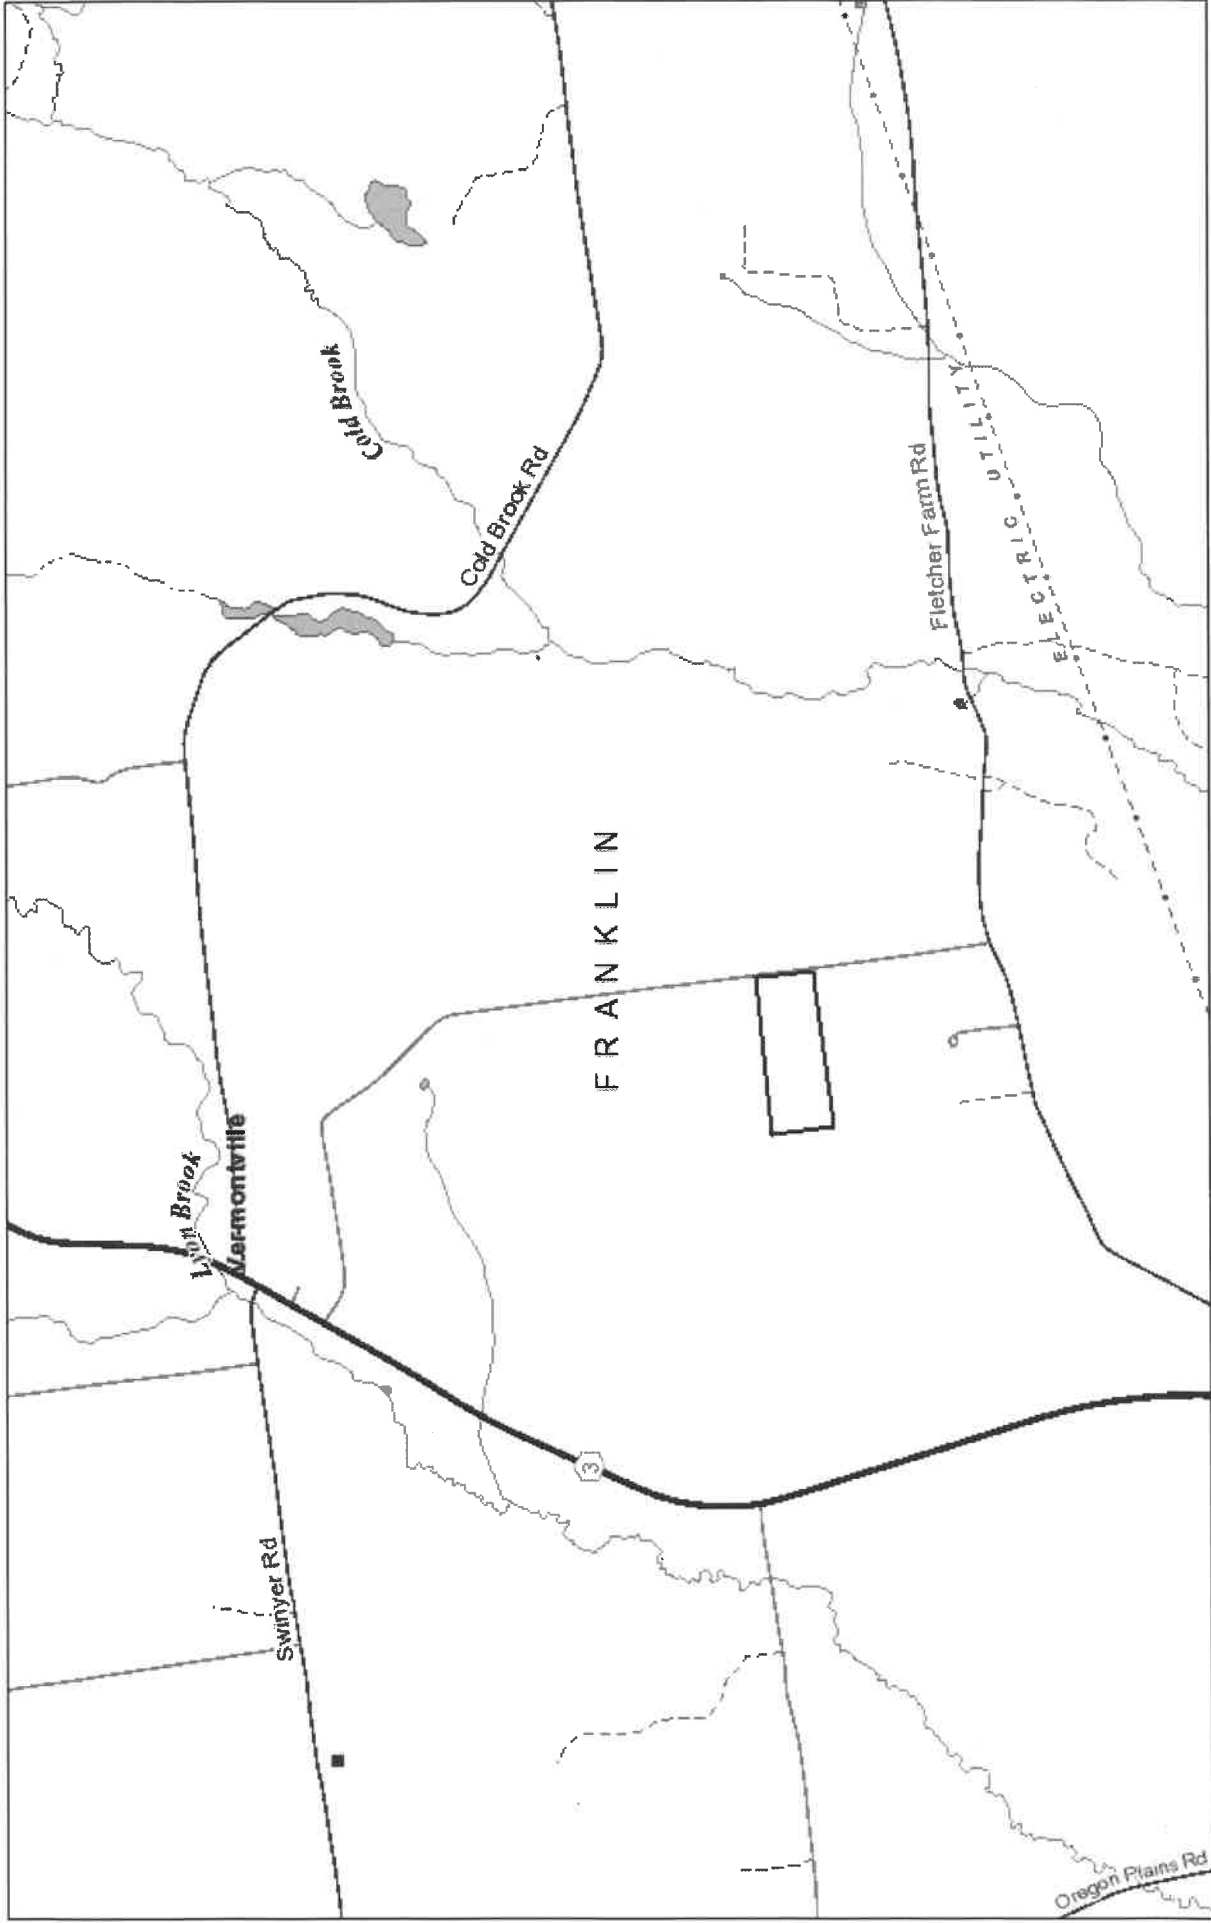 Cold Brook
Cold Brook Rd
Lyon Brook
Vermontville
FRANKLIN
Fletcher Farm Rd
ELECTRIC UTILITY
3
Swinyer Rd
Oregon Plains Rd